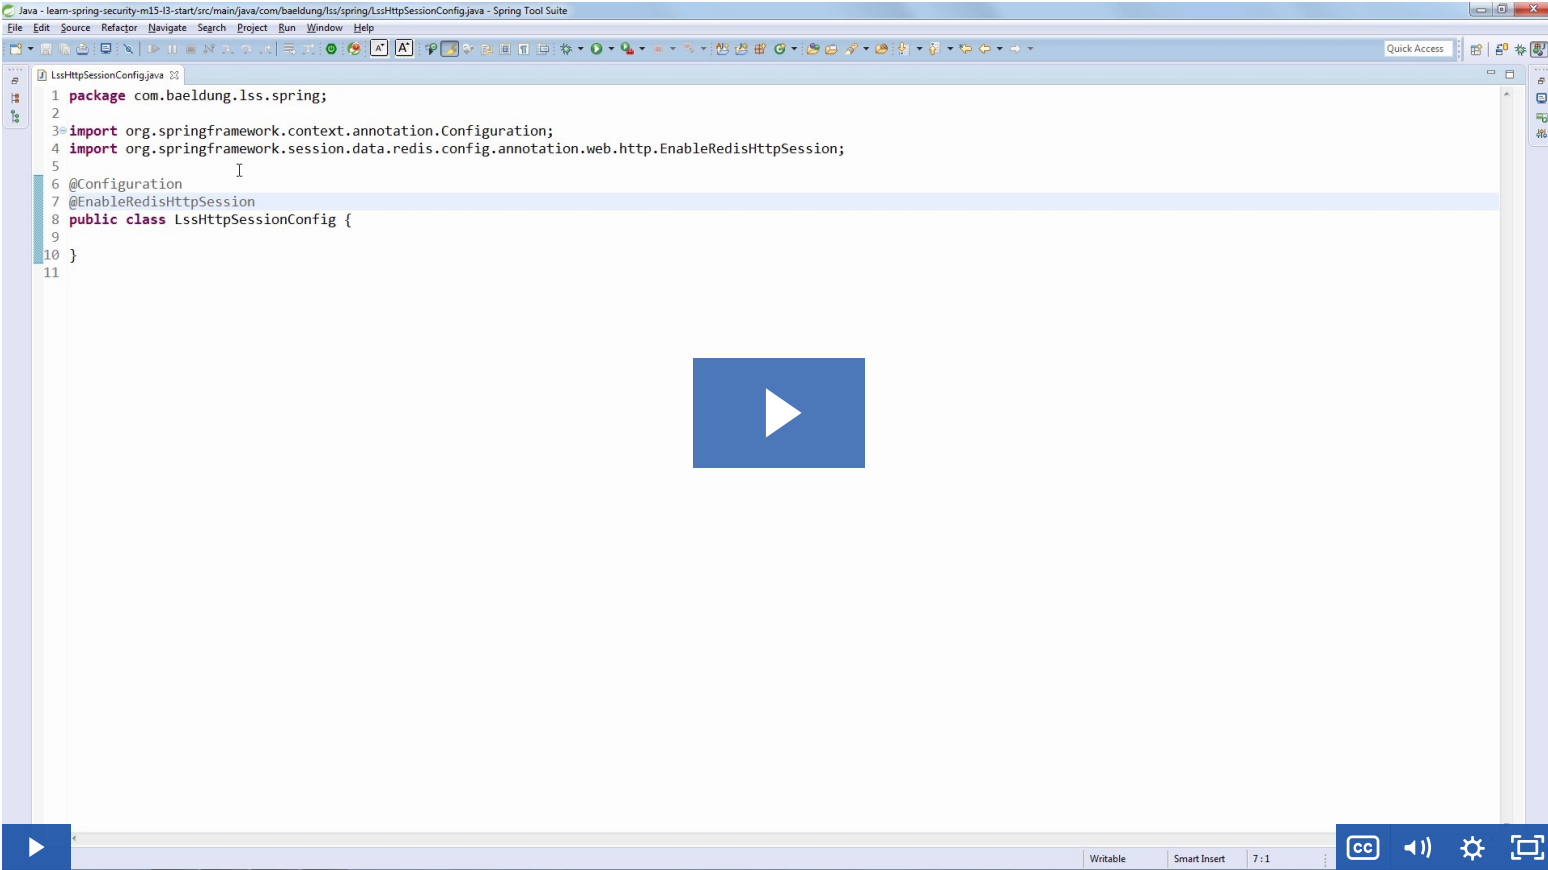 Java - learn-spring-security-m15-l3-start/src/main/java/com/baeldung/lss/spring/LssHttpSessionConfig.java - Spring Tool Suite
File Edit Source Refactor Navigate Search Project Run Window Help
Quick Access
LssHttpSessionConfig.java
1 package com.baeldung.lss.spring;
2
3 import org.springframework.context.annotation.Configuration;
4 import org.springframework.session.data.redis.config.annotation.web.http.EnableRedisHttpSession;
5
6 @Configuration
7 @EnableRedisHttpSession
8 public class LssHttpSessionConfig {
9
10 }
11
CC
Writable Smart Insert 7 : 1